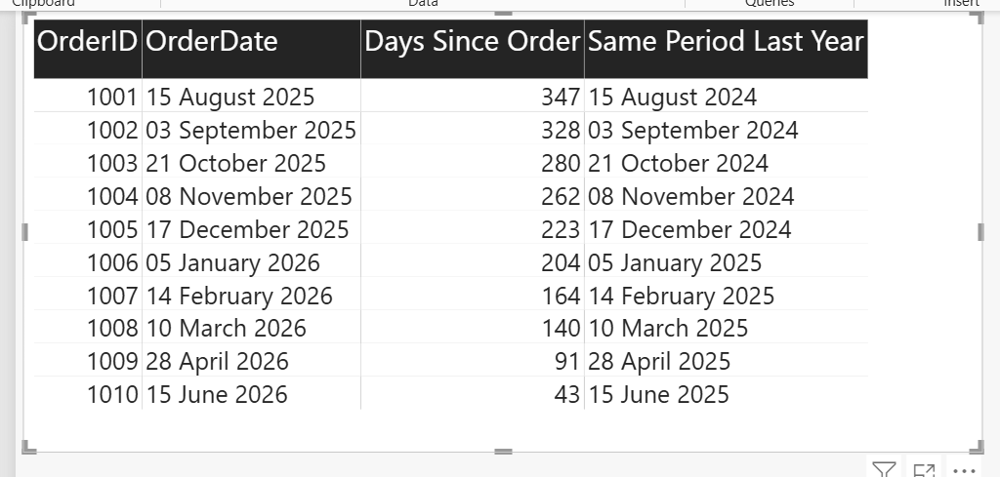 Clipboard Data Queries Insert
OrderID OrderDate Days Since Order Same Period Last Year
1001 15 August 2025 347 15 August 2024
1002 03 September 2025 328 03 September 2024
1003 21 October 2025 280 21 October 2024
1004 08 November 2025 262 08 November 2024
1005 17 December 2025 223 17 December 2024
1006 05 January 2026 204 05 January 2025
1007 14 February 2026 164 14 February 2025
1008 10 March 2026 140 10 March 2025
1009 28 April 2026 91 28 April 2025
1010 15 June 2026 43 15 June 2025